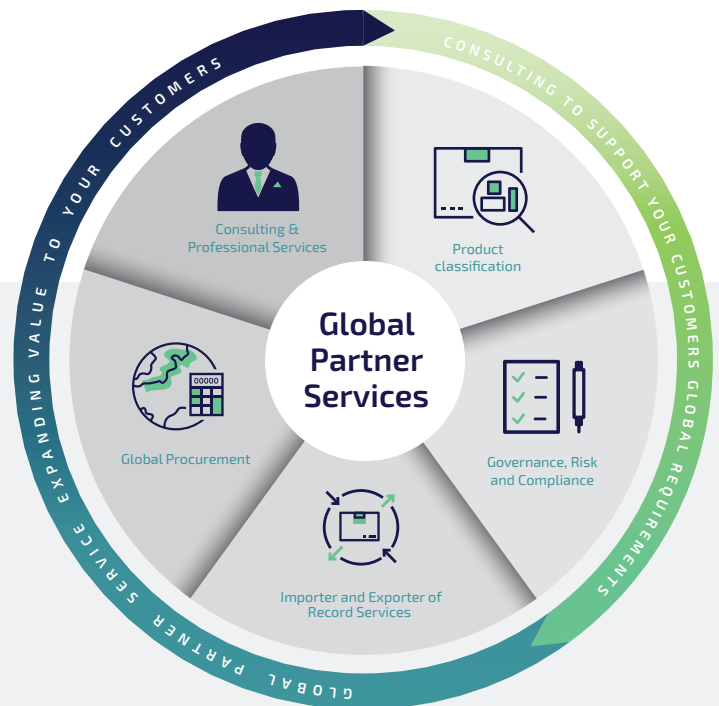 CONSULTING TO SUPPORT YOUR CUSTOMERS GLOBAL REQUIREMENTS
GLOBAL PARTNER SERVICE EXPANDING VALUE TO YOUR CUSTOMERS
Consulting &
Professional Services
Product
classification
Global
Partner
Services
00000
Global Procurement
Governance, Risk
and Compliance
Importer and Exporter of
Record Services